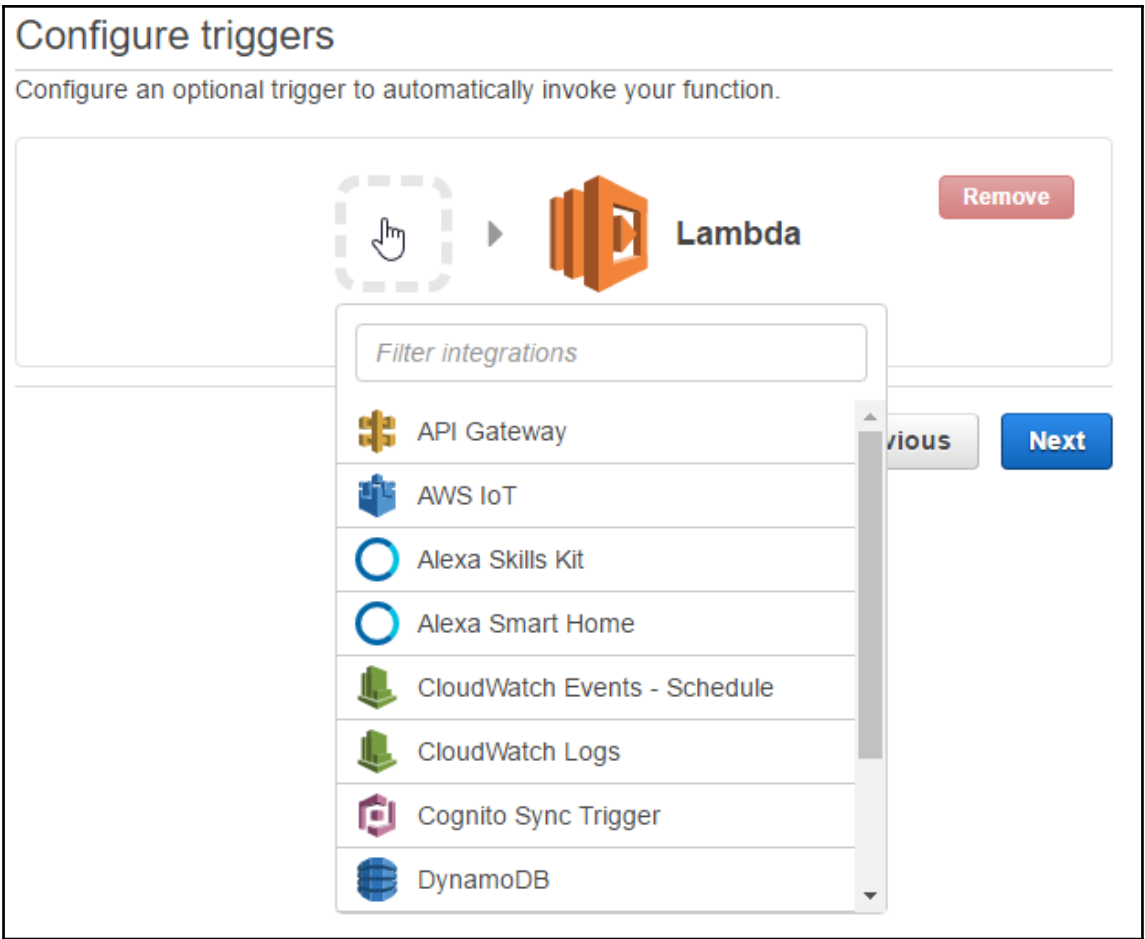 Configure triggers
Configure an optional trigger to automatically invoke your function.
Remove
Lambda
Filter integrations
API Gateway
vious
Next
AWS IoT
Alexa Skills Kit
Alexa Smart Home
CloudWatch Events - Schedule
CloudWatch Logs
Cognito Sync Trigger
DynamoDB